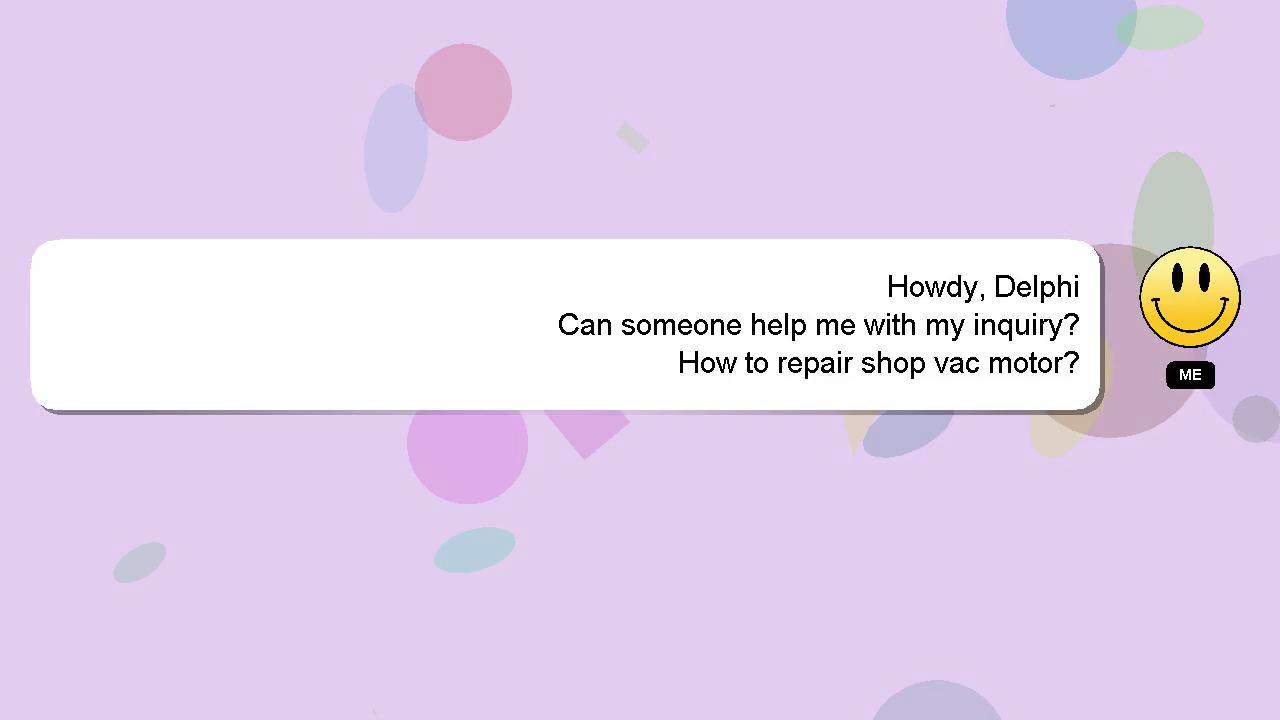 Howdy, Delphi
Can someone help me with my inquiry?
How to repair shop vac motor?
ME